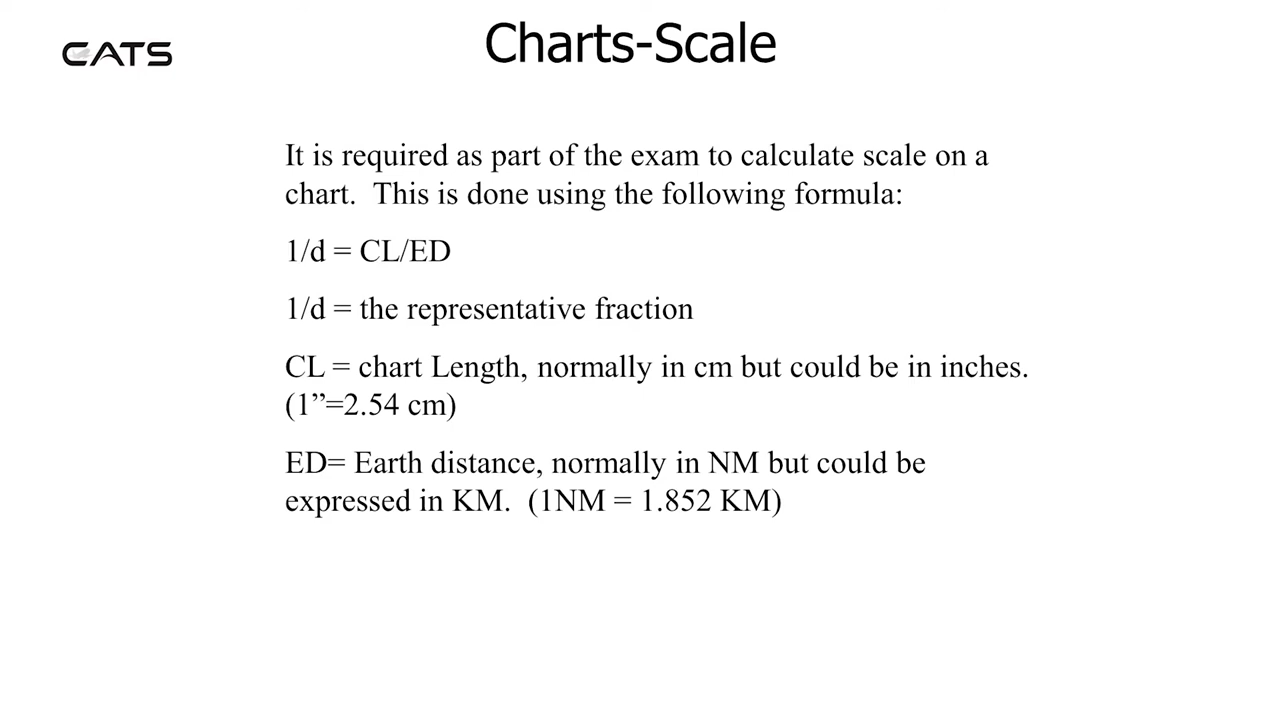 CATS
Charts-Scale
It is required as part of the exam to calculate scale on a
chart.  This is done using the following formula:
1/d = CL/ED
1/d = the representative fraction
CL = chart Length, normally in cm but could be in inches.
(1”=2.54 cm)
ED= Earth distance, normally in NM but could be
expressed in KM.  (1NM = 1.852 KM)